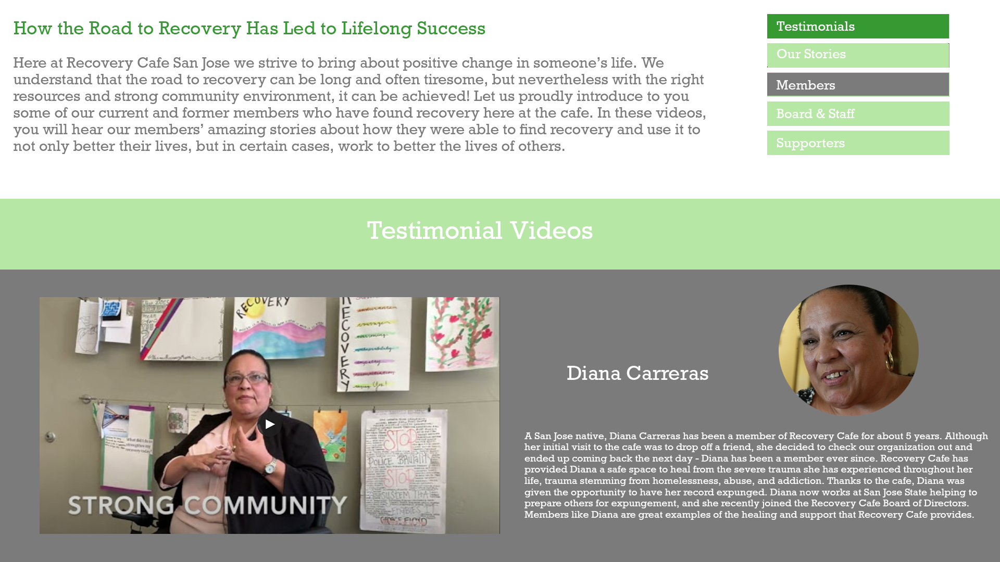 How the Road to Recovery Has Led to Lifelong Success
Here at Recovery Cafe San Jose we strive to bring about positive change in someone’s life. We
understand that the road to recovery can be long and often tiresome, but nevertheless with the right
resources and strong community environment, it can be achieved! Let us proudly introduce to you
some of our current and former members who have found recovery here at the cafe. In these videos,
you will hear our members’ amazing stories about how they were able to find recovery and use it to
not only better their lives, but in certain cases, work to better the lives of others.
Testimonials
Our Stories
Members
Board & Staff
Supporters
Testimonial Videos
RECOVERY
RECOVERY
endurance
courage
empathy
What did I do to
strengthen my
recovery today?
STOP
POLICE BRUTALITY
STOP
SYSTEM THAT
ENABLES
GEORGE FLOYD
STRONG COMMUNITY
Diana Carreras
A San Jose native, Diana Carreras has been a member of Recovery Cafe for about 5 years. Although
her initial visit to the cafe was to drop off a friend, she decided to check our organization out and
ended up coming back the next day - Diana has been a member ever since. Recovery Cafe has
provided Diana a safe space to heal from the severe trauma she has experienced throughout her
life, trauma stemming from homelessness, abuse, and addiction. Thanks to the cafe, Diana was
given the opportunity to have her record expunged. Diana now works at San Jose State helping to
prepare others for expungement, and she recently joined the Recovery Cafe Board of Directors.
Members like Diana are great examples of the healing and support that Recovery Cafe provides.